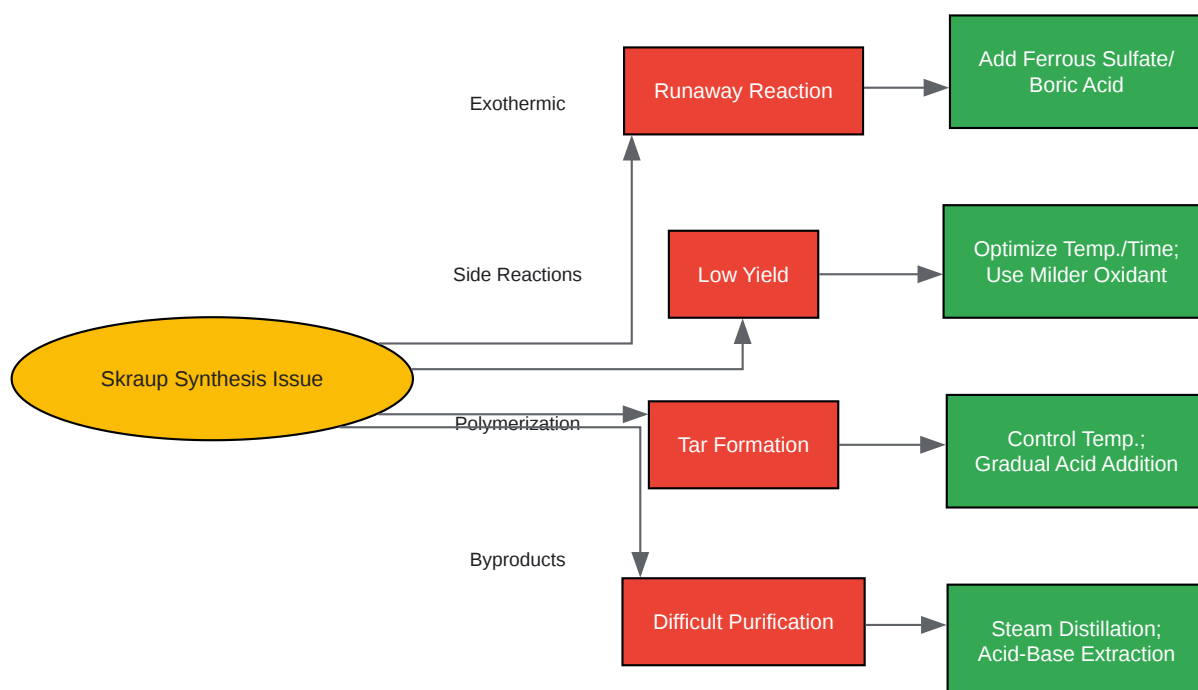 Exothermic
Runaway Reaction
Add Ferrous Sulfate/
Boric Acid
Side Reactions
Low Yield
Optimize Temp./Time;
Use Milder Oxidant
Skraup Synthesis Issue
Polymerization
Tar Formation
Control Temp.;
Gradual Acid Addition
Byproducts
Difficult Purification
Steam Distillation;
Acid-Base Extraction